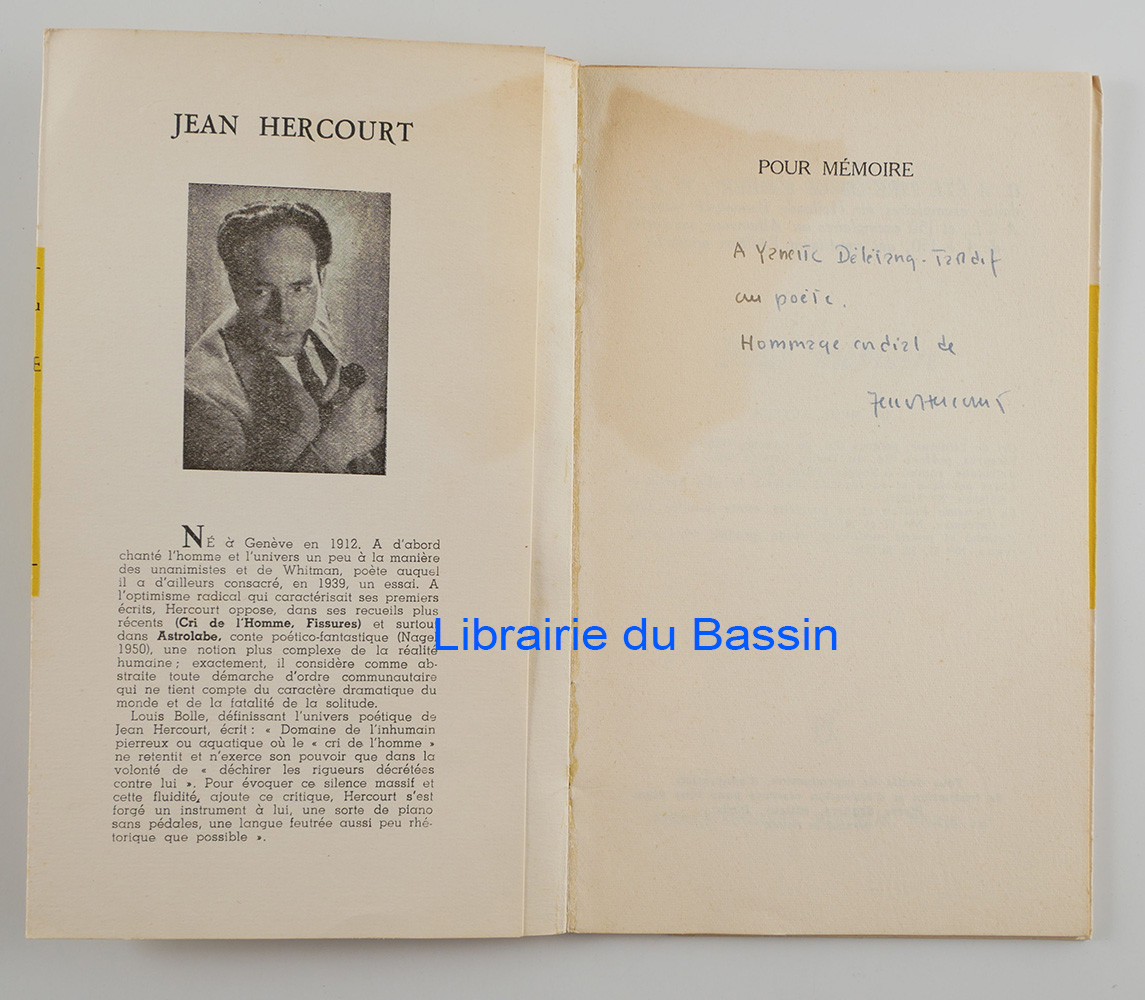 JEAN HERCOURT
NÉ à Genève en 1912. A d'abord
chanté l'homme et l'univers un peu à la manière
des unanimistes et de Whitman, poète auquel
il a d'ailleurs consacré, en 1939, un essai. A
l'optimisme radical qui caractérisait ses premiers
écrits, Hercourt oppose, dans ses recueils plus
récents (Cri de l'Homme, Fissures) et surtout
dans Astrolabe, conte poético-fantastique (Nagel
1950), une notion plus complexe de la réalité
humaine ; exactement, il considère comme ab-
straite toute démarche d'ordre communautaire
qui ne tient compte du caractère dramatique du
monde et de la fatalité de la solitude.
Louis Bolle, définissant l'univers poétique de
Jean Hercourt, écrit : « Domaine de l'inhumain
pierreux ou aquatique où le « cri de l'homme »
ne retentit et n'exerce son pouvoir que dans la
volonté de « déchirer les rigueurs décrétées
contre lui ». Pour évoquer ce silence massif et
cette fluidité, ajoute ce critique, Hercourt s'est
forgé un instrument à lui, une sorte de piano
sans pédales, une langue feutrée aussi peu rhé-
torique que possible ».
POUR MÉMOIRE
A Yanette Délétang-Tardif
au poète.
Hommage cordial de
Jean Hercourt
Librairie du Bassin